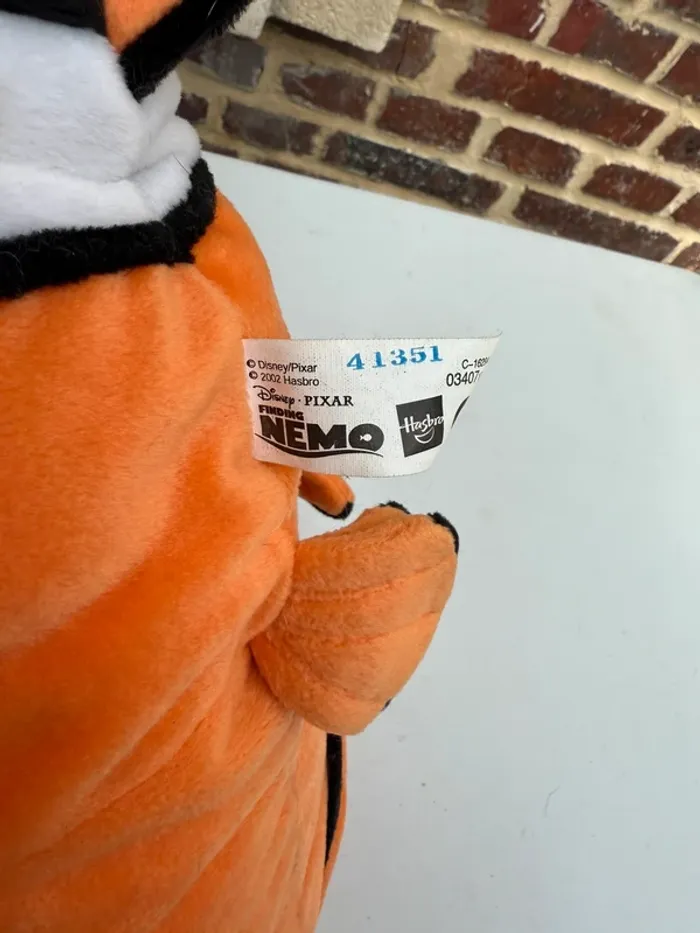 © Disney/Pixar
© 2002 Hasbro
41351
Disney · PIXAR
FINDING
NEMO
Hasbro